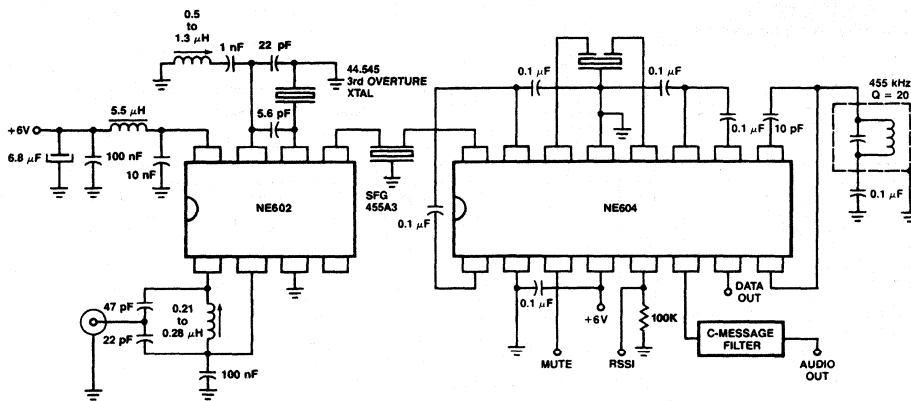 0.5
to
1.3 μH
1 nF
22 pF
44.545
3rd OVERTURE
XTAL
5.6 pF
5.5 μH
+6V
6.8 μF
100 nF
10 nF
NE602
SFG
455A3
47 pF
22 pF
0.21
to
0.28 μH
100 nF
0.1 μF
0.1 μF
0.1 μF
0.1 μF
10 pF
455 kHz
Q = 20
0.1 μF
NE604
0.1 μF
+6V
MUTE
RSSI
100K
DATA
OUT
C-MESSAGE
FILTER
AUDIO
OUT